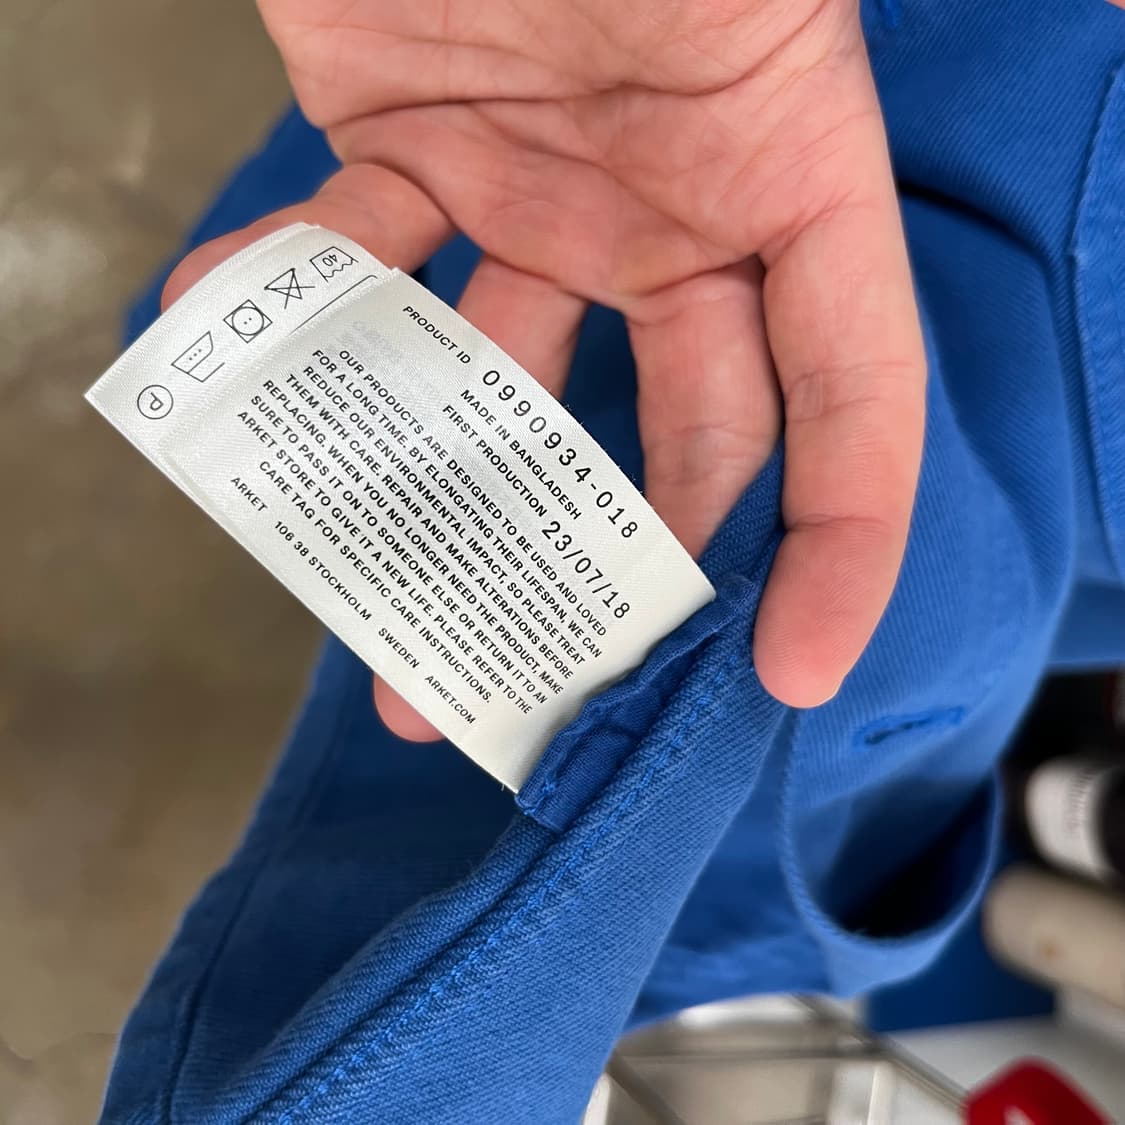 PRODUCT ID 0990934-018
MADE IN BANGLADESH
FIRST PRODUCTION 23/07/18
OUR PRODUCTS ARE DESIGNED TO BE USED AND LOVED
FOR A LONG TIME. BY ELONGATING THEIR LIFESPAN, WE CAN
REDUCE OUR ENVIRONMENTAL IMPACT, SO PLEASE TREAT
THEM WITH CARE. REPAIR AND MAKE ALTERATIONS BEFORE
REPLACING. WHEN YOU NO LONGER NEED THE PRODUCT, MAKE
SURE TO PASS IT ON TO SOMEONE ELSE OR RETURN IT TO AN
ARKET STORE TO GIVE IT A NEW LIFE. PLEASE REFER TO THE
CARE TAG FOR SPECIFIC CARE INSTRUCTIONS.
ARKET 106 38 STOCKHOLM SWEDEN ARKET.COM
40
P